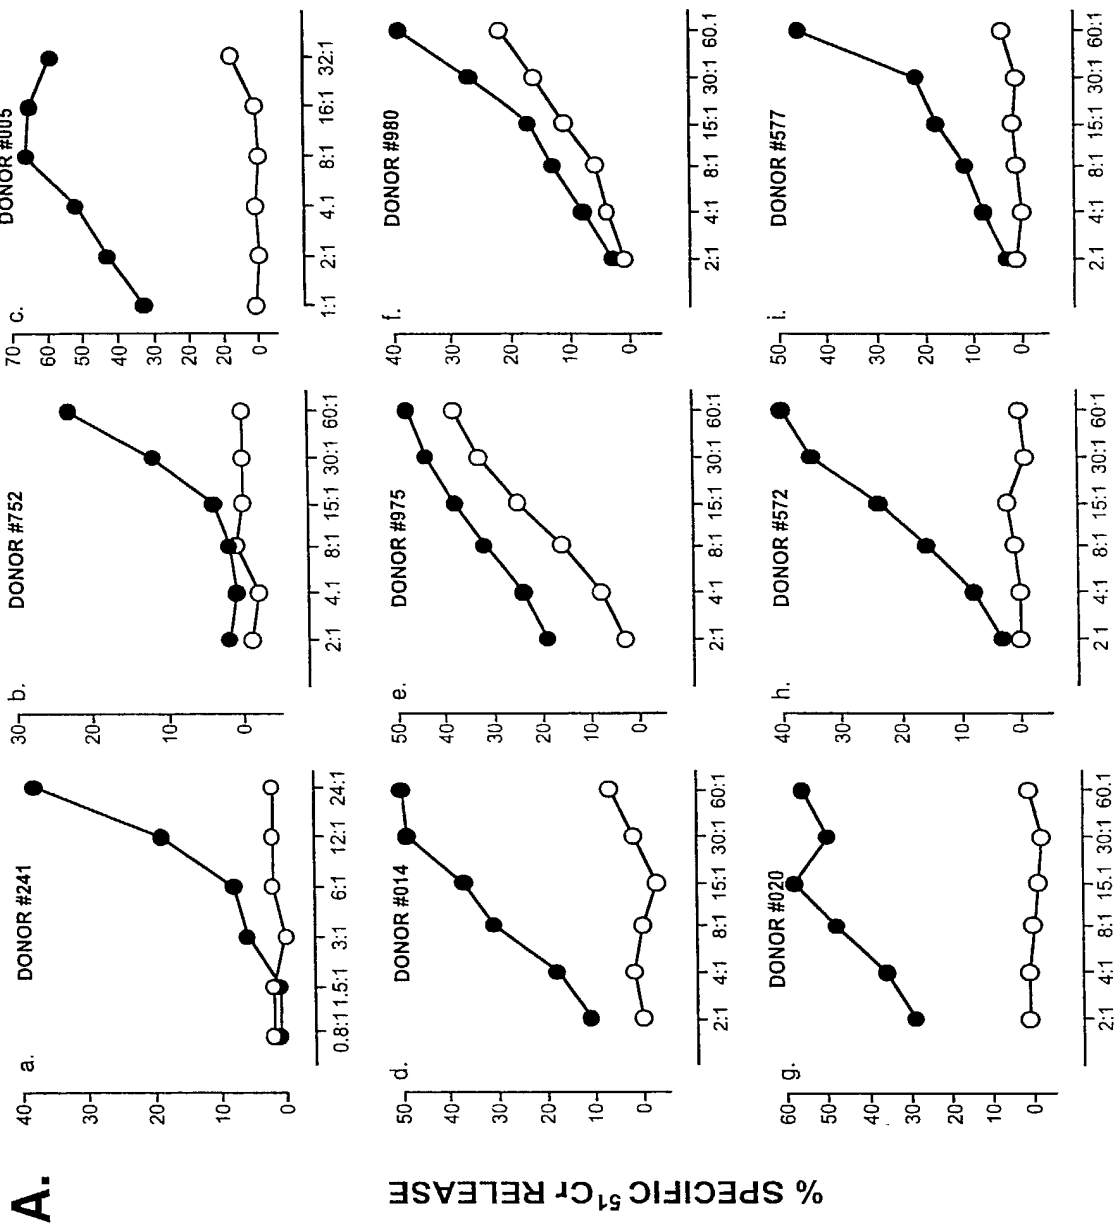 A.
% SPECIFIC ⁵¹Cr RELEASE
a.
DONOR #241
40
30
20
10
0
0.8:1 1.5:1 3:1 6:1 12:1 24:1
b.
DONOR #752
30
20
10
0
2:1 4.1 8:1 15:1 30:1 60:1
c.
DONOR #005
70
60
50
40
30
20
10
0
1:1 2:1 4.1 8:1 16:1 32:1
d.
DONOR #014
50
40
30
20
10
0
2:1 4:1 8:1 15:1 30:1 60:1
e.
DONOR #975
50
40
30
20
10
0
2:1 4:1 8:1 15:1 30:1 60:1
f.
DONOR #980
40
30
20
10
0
2:1 4:1 8:1 15:1 30:1 60.1
g.
DONOR #020
60
50
40
30
20
10
0
2:1 4:1 8:1 15.1 30:1 60.1
h.
DONOR #572
40
30
20
10
0
2 1 4:1 8:1 15:1 30:1 60:1
i.
DONOR #577
50
40
30
20
10
0
2.1 4:1 8:1 15:1 30:1 60.1